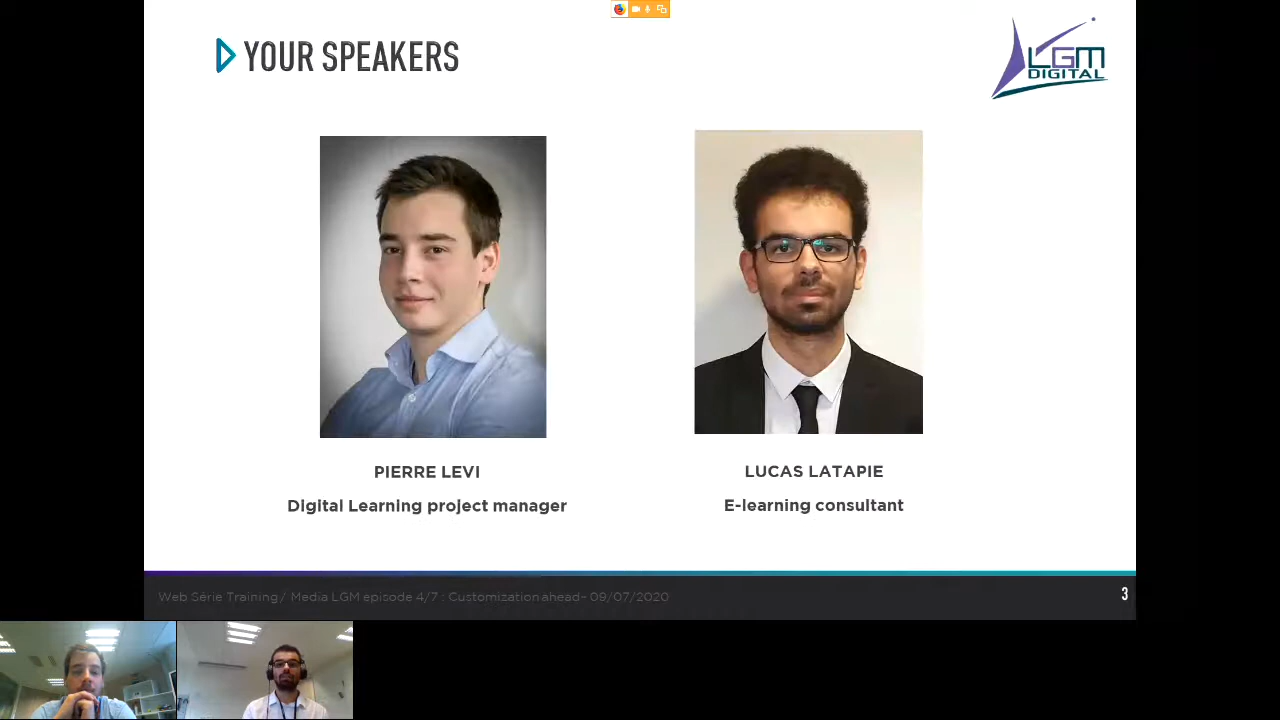 YOUR SPEAKERS
LGM
DIGITAL
PIERRE LEVI
LUCAS LATAPIE
Digital Learning project manager
E-learning consultant
Web Série Training/ Media LGM episode 4/7 : Customization ahead– 09/07/2020
3